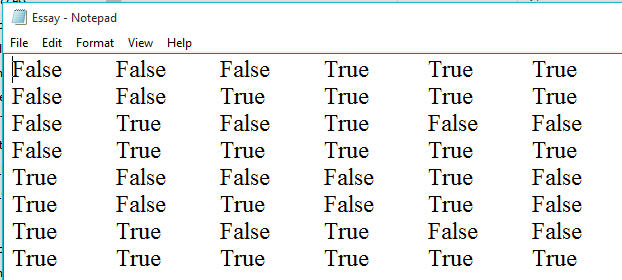 Essay - Notepad
File Edit Format View Help
False False False True True True
False False True True True True
False True False True False False
False True True True True True
True False False False True False
True False True False True False
True True False True False False
True True True True True True